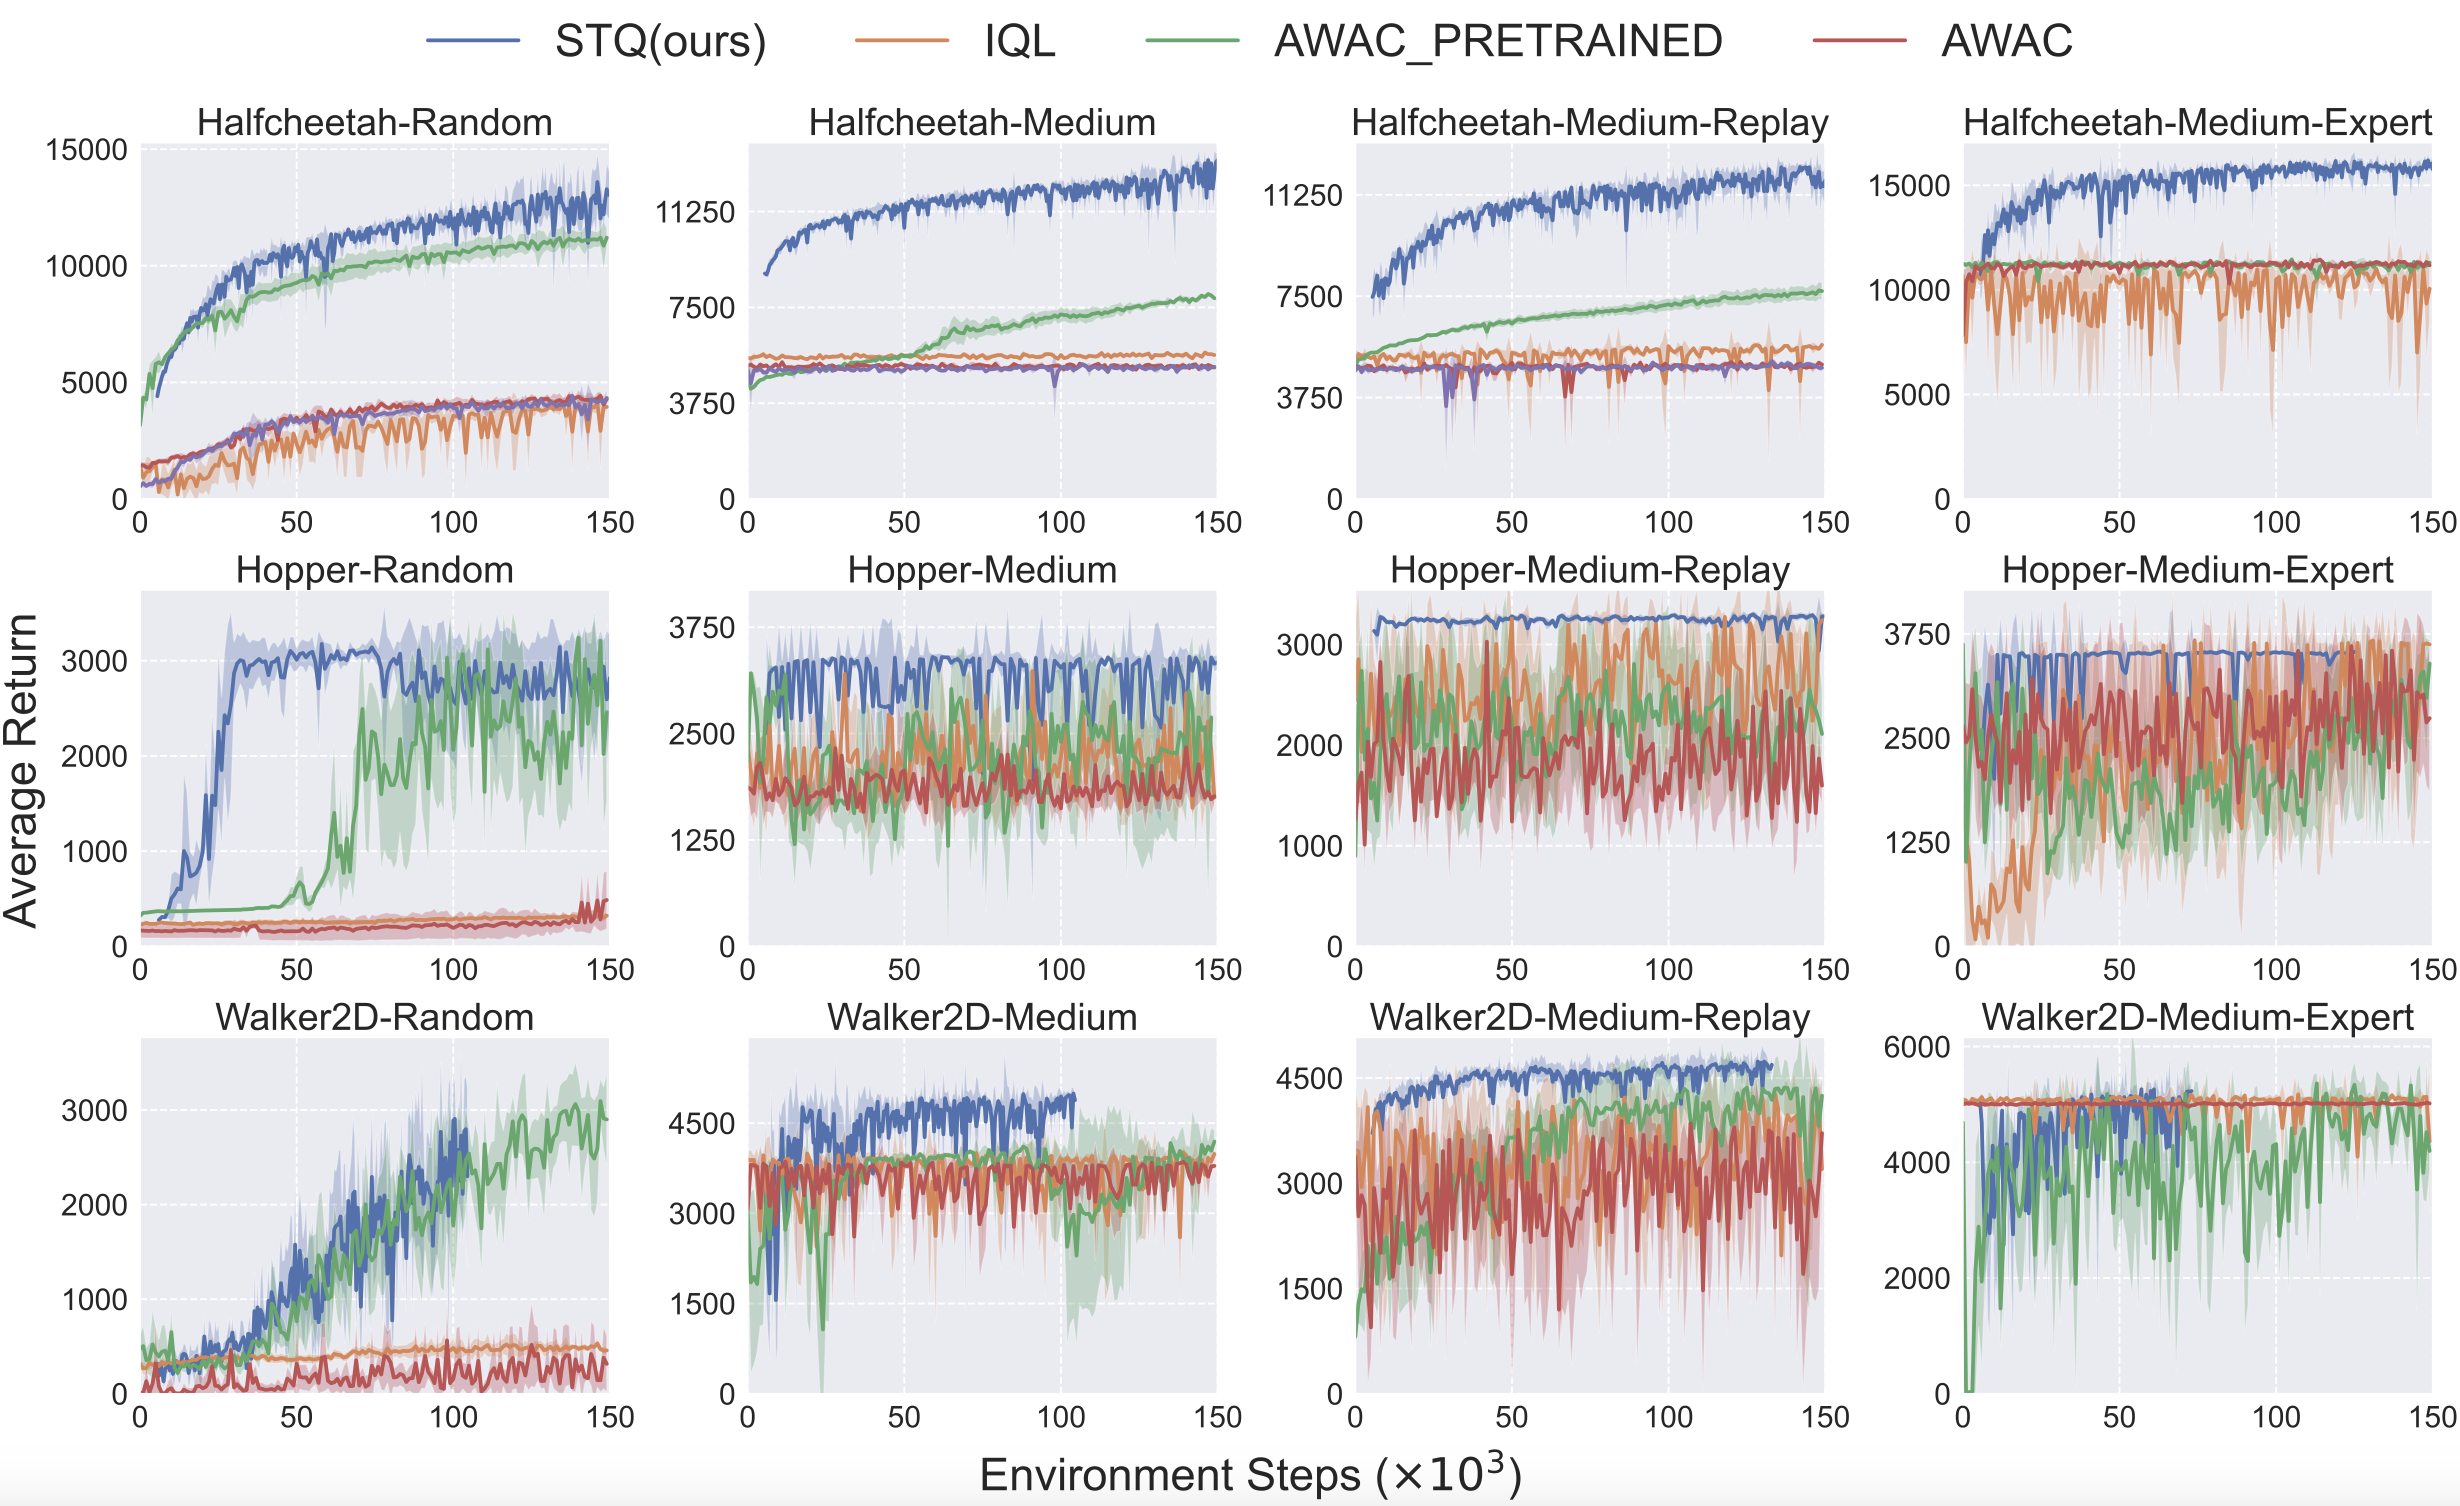 STQ(ours) IQL AWAC_PRETRAINED AWAC
Halfcheetah-Random Halfcheetah-Medium Halfcheetah-Medium-Replay Halfcheetah-Medium-Expert
15000
10000
5000
0
0 50 100 150
11250
7500
3750
0
0 50 100 150
11250
7500
3750
0
0 50 100 150
15000
10000
5000
0
0 50 100 150
Average Return
Hopper-Random Hopper-Medium Hopper-Medium-Replay Hopper-Medium-Expert
3000
2000
1000
0
0 50 100 150
3750
2500
1250
0
0 50 100 150
3000
2000
1000
0
0 50 100 150
3750
2500
1250
0
0 50 100 150
Walker2D-Random Walker2D-Medium Walker2D-Medium-Replay Walker2D-Medium-Expert
3000
2000
1000
0
0 50 100 150
4500
3000
1500
0
0 50 100 150
4500
3000
1500
0
0 50 100 150
6000
4000
2000
0
0 50 100 150
Environment Steps (×10³)